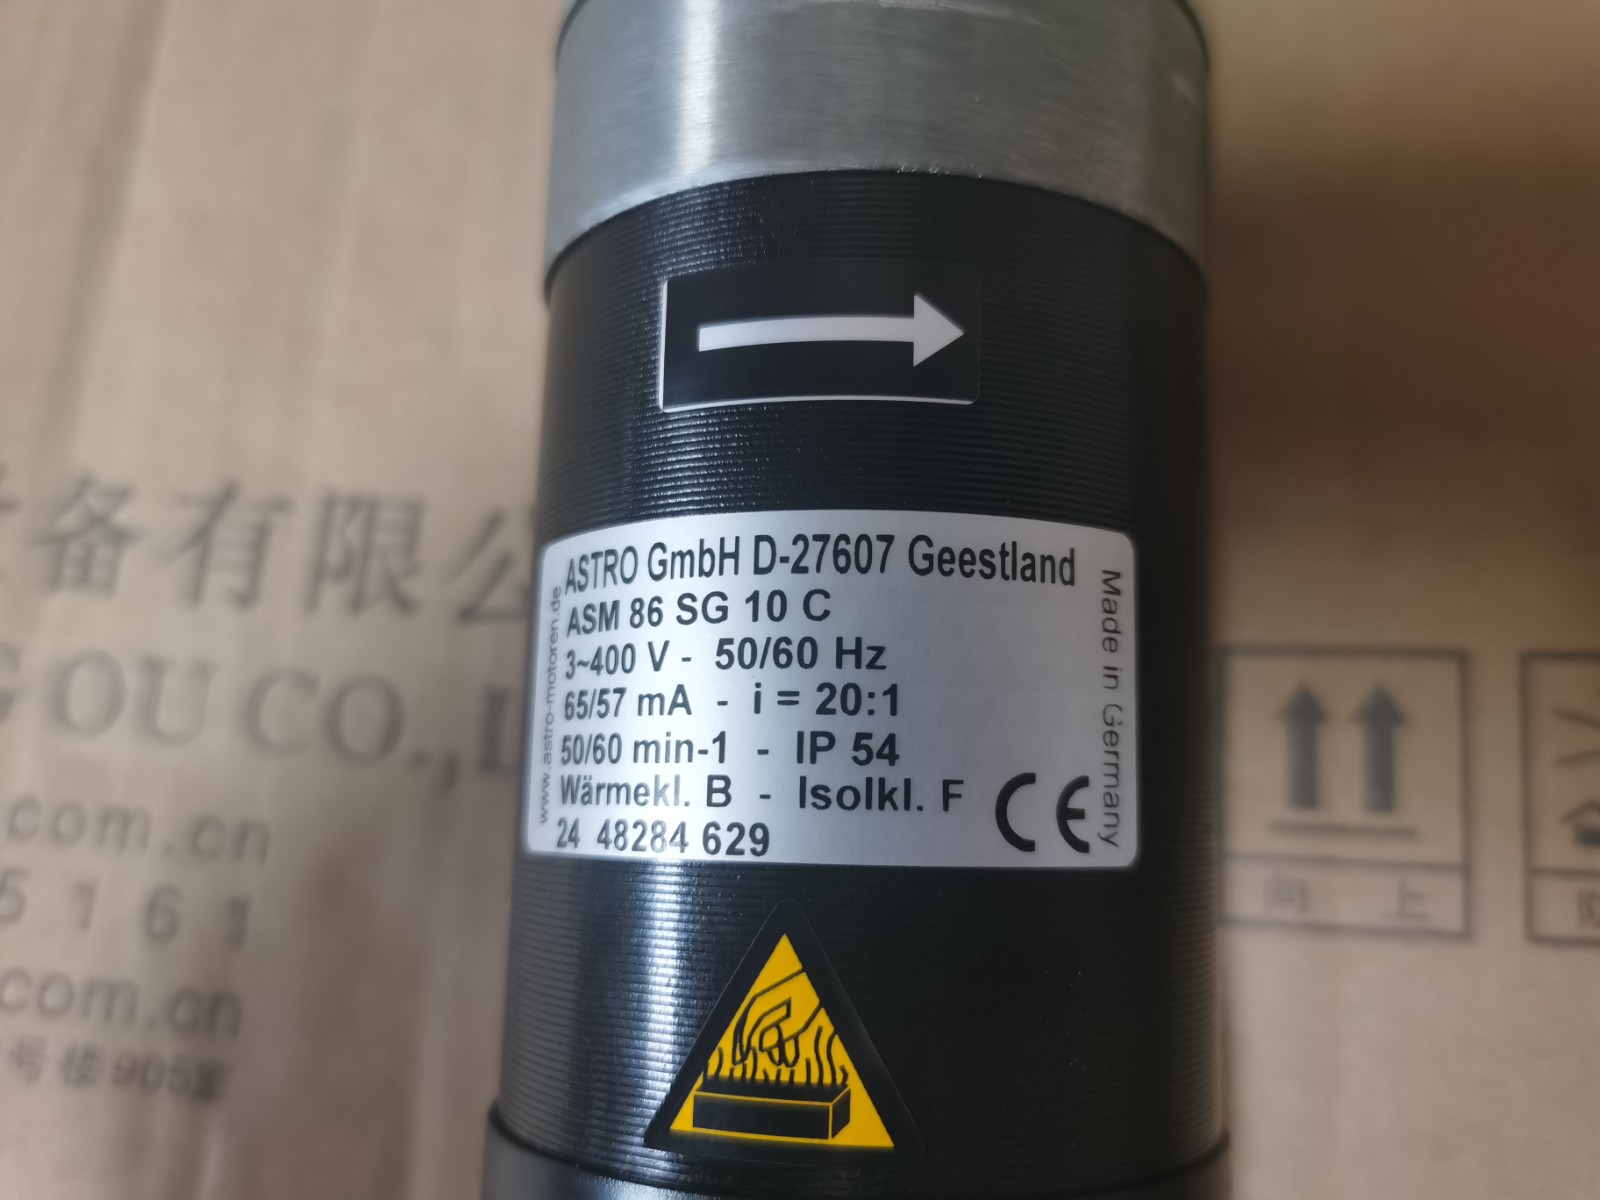 ASTRO GmbH D-27607 Geestland
ASM 86 SG 10 C
3~400 V - 50/60 Hz
65/57 mA - i = 20:1
50/60 min-1 - IP 54
Wärmekl. B - Isolkl. F
24 48284 629
CE
www.astro-motoren.de
Made in Germany
备有限公
OU CO.,L
com.cn
5161
com.cn
号楼905室
向上